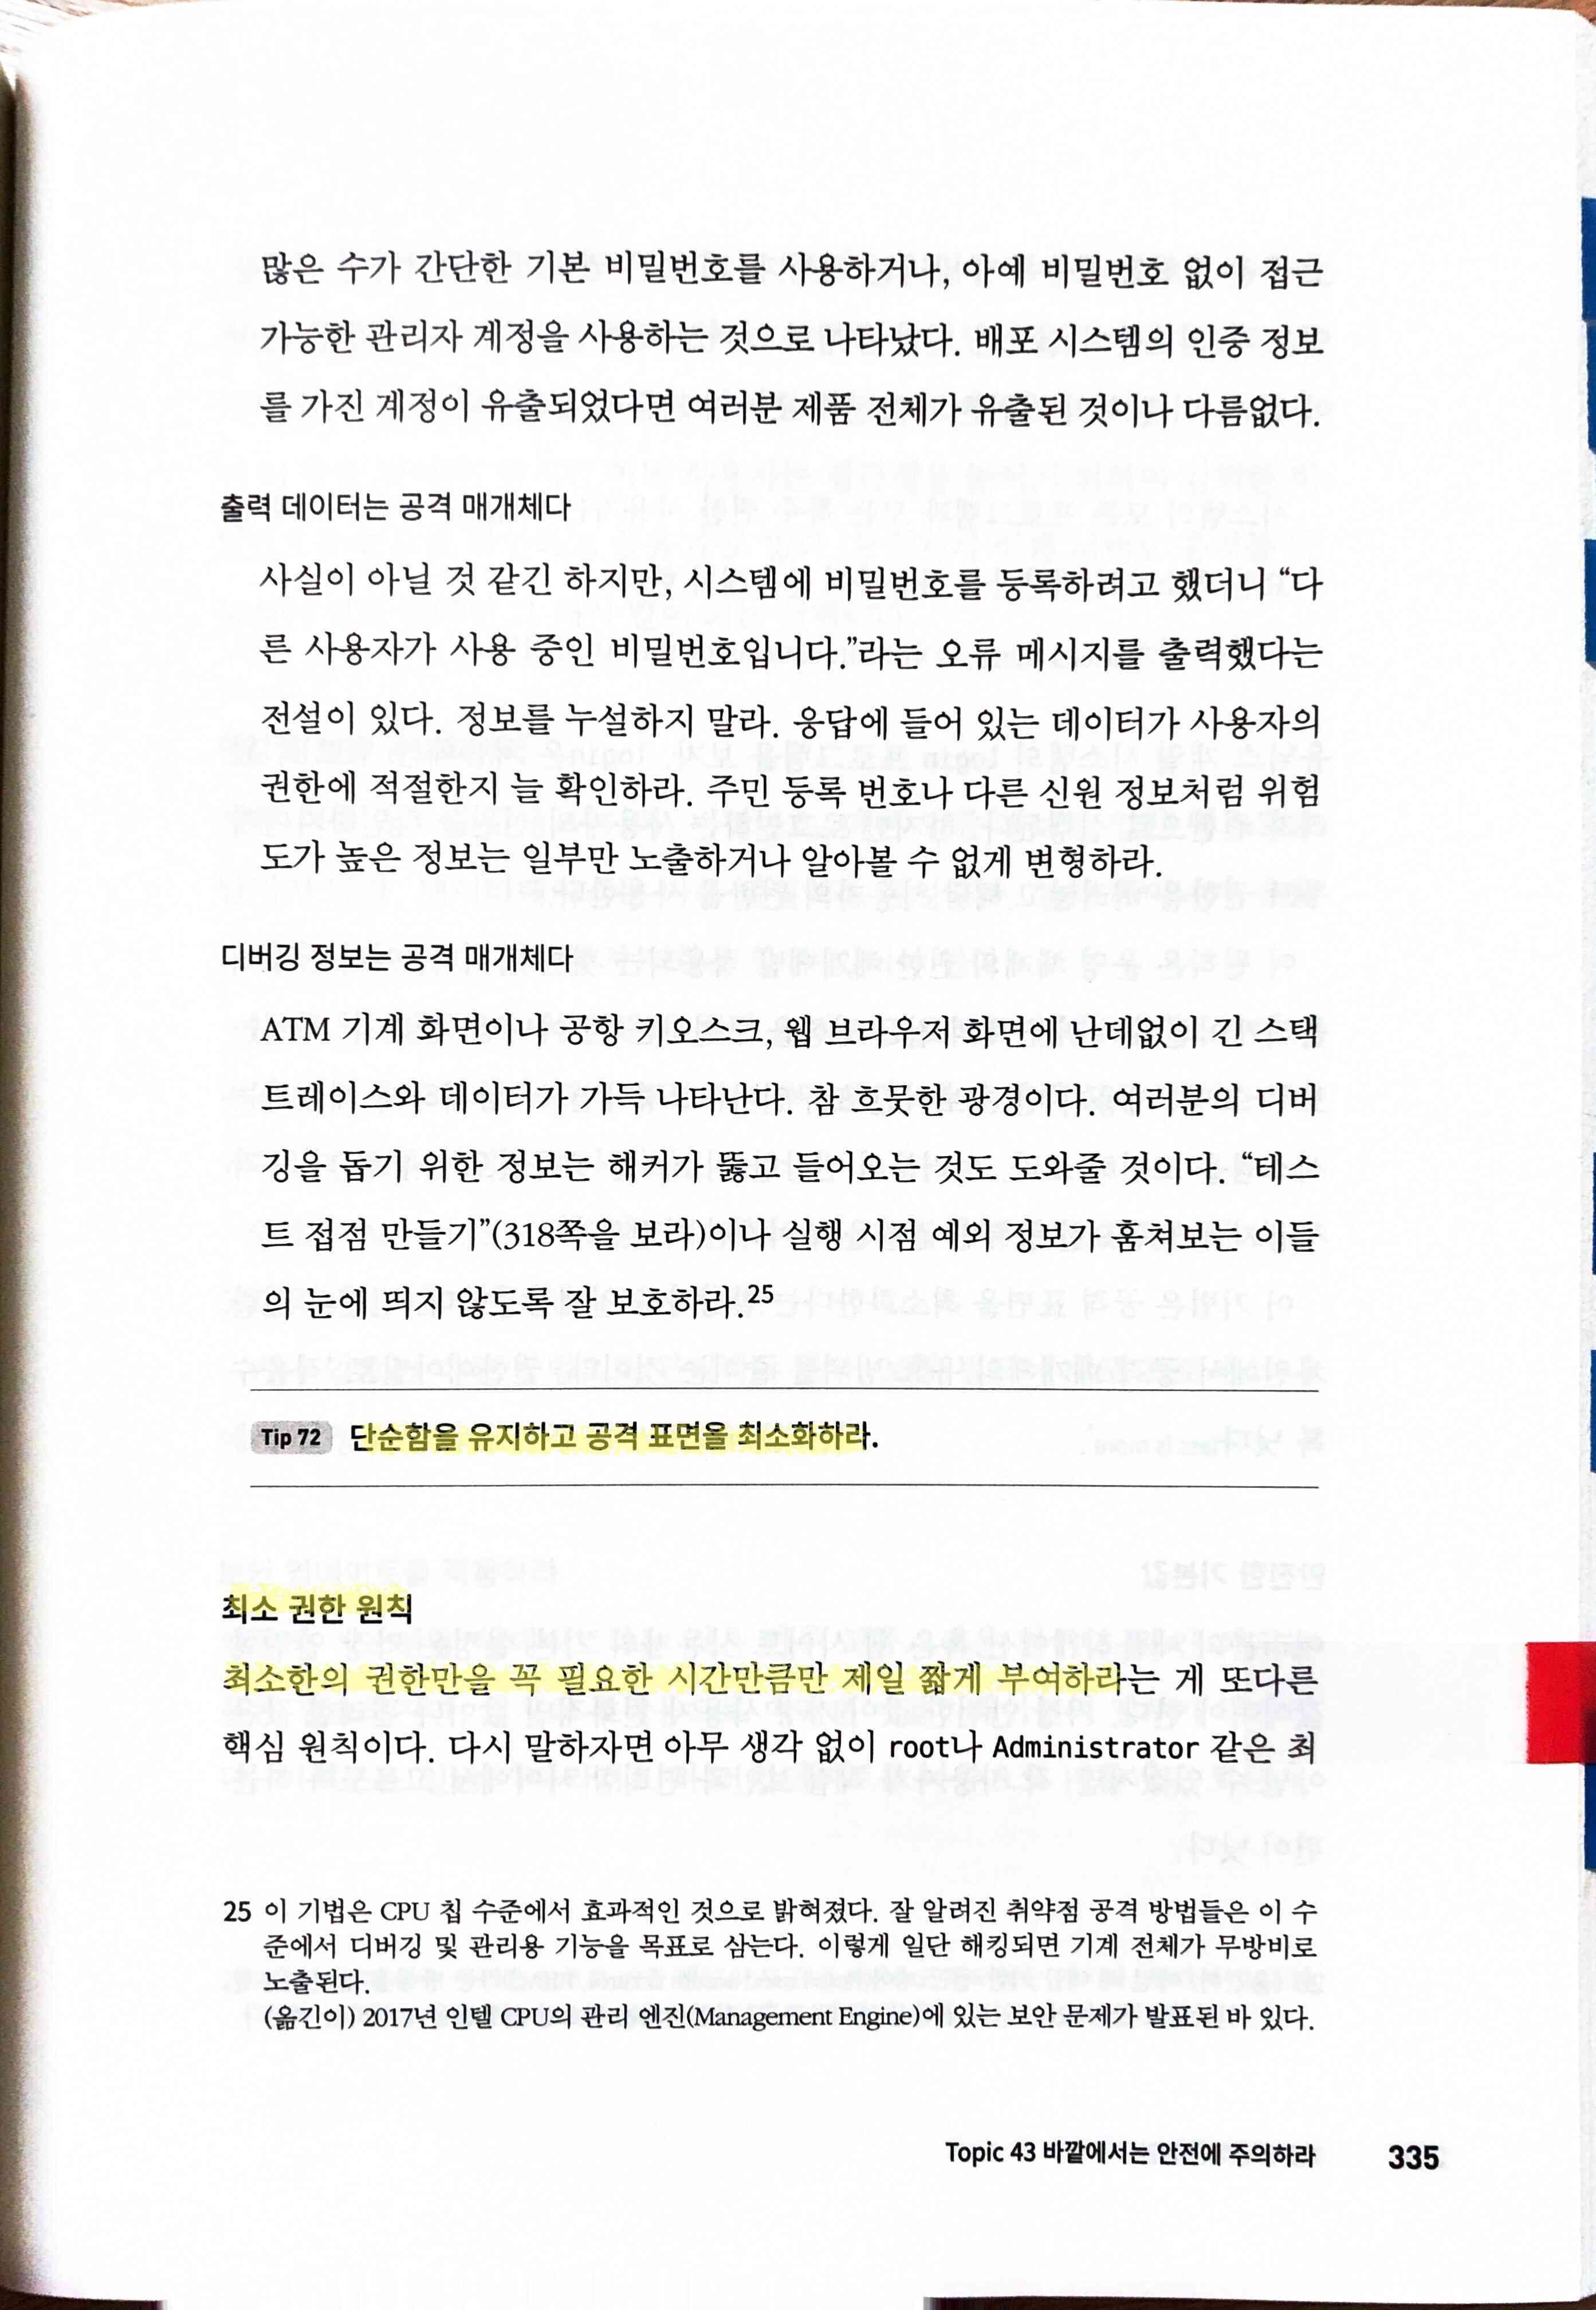 많은 수가 간단한 기본 비밀번호를 사용하거나, 아예 비밀번호 없이 접근
가능한 관리자 계정을 사용하는 것으로 나타났다. 배포 시스템의 인증 정보
를 가진 계정이 유출되었다면 여러분 제품 전체가 유출된 것이나 다름없다.
출력 데이터는 공격 매개체다
사실이 아닐 것 같긴 하지만, 시스템에 비밀번호를 등록하려고 했더니 “다
른 사용자가 사용 중인 비밀번호입니다.”라는 오류 메시지를 출력했다는
전설이 있다. 정보를 누설하지 말라. 응답에 들어 있는 데이터가 사용자의
권한에 적절한지 늘 확인하라. 주민 등록 번호나 다른 신원 정보처럼 위험
도가 높은 정보는 일부만 노출하거나 알아볼 수 없게 변형하라.
디버깅 정보는 공격 매개체다
ATM 기계 화면이나 공항 키오스크, 웹 브라우저 화면에 난데없이 긴 스택
트레이스와 데이터가 가득 나타난다. 참 흐뭇한 광경이다. 여러분의 디버
깅을 돕기 위한 정보는 해커가 뚫고 들어오는 것도 도와줄 것이다. “테스
트 접점 만들기”(318쪽을 보라)이나 실행 시점 예외 정보가 훔쳐보는 이들
의 눈에 띄지 않도록 잘 보호하라.25
Tip 72 단순함을 유지하고 공격 표면을 최소화하라.
최소 권한 원칙
최소한의 권한만을 꼭 필요한 시간만큼만 제일 짧게 부여하라는 게 또다른
핵심 원칙이다. 다시 말하자면 아무 생각 없이 root나 Administrator 같은 최
25 이 기법은 CPU 칩 수준에서 효과적인 것으로 밝혀졌다. 잘 알려진 취약점 공격 방법들은 이 수
준에서 디버깅 및 관리용 기능을 목표로 삼는다. 이렇게 일단 해킹되면 기계 전체가 무방비로
노출된다.
(옮긴이) 2017년 인텔 CPU의 관리 엔진(Management Engine)에 있는 보안 문제가 발표된 바 있다.
Topic 43 바깥에서는 안전에 주의하라 335